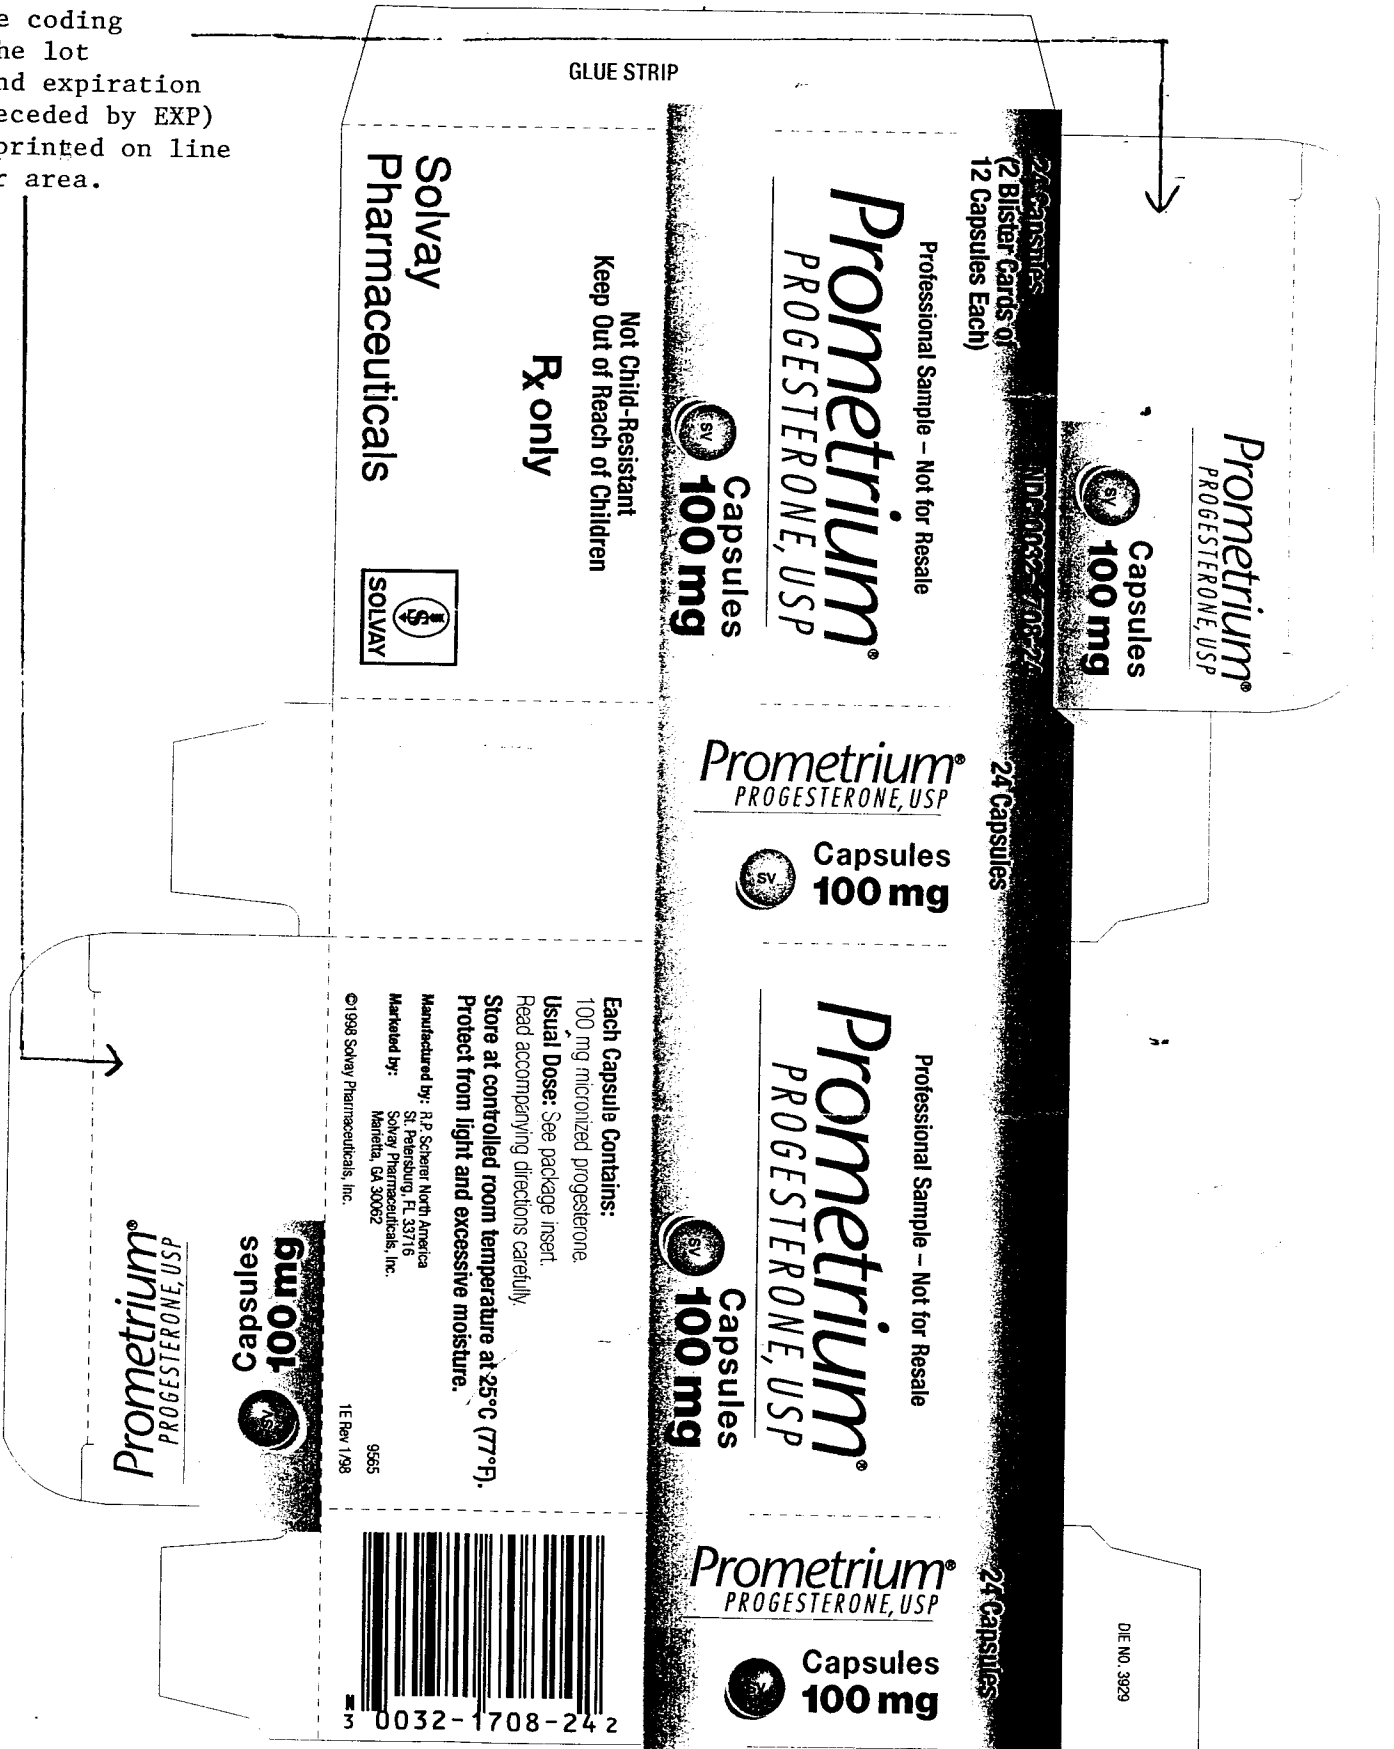 e coding
he lot
nd expiration
eceded by EXP)
printed on line
r area.
GLUE STRIP
24 Capsules
(2 Blister Cards of
12 Capsules Each)
NDC 0032-1708-24
Professional Sample – Not for Resale
Prometrium®
PROGESTERONE, USP
SV
Capsules
100 mg
Not Child-Resistant
Keep Out of Reach of Children
Rx only
Solvay
Pharmaceuticals
SOLVAY
Prometrium®
PROGESTERONE, USP
SV
Capsules
100 mg
Prometrium®
PROGESTERONE, USP
24 Capsules
SV
Capsules
100 mg
Professional Sample – Not for Resale
Prometrium®
PROGESTERONE, USP
SV
Capsules
100 mg
Each Capsule Contains:
100 mg micronized progesterone.
Usual Dose: See package insert.
Read accompanying directions carefully.
Store at controlled room temperature at 25°C (77°F).
Protect from light and excessive moisture.
Manufactured by: R.P. Scherer North America
St. Petersburg, FL 33716
Marketed by: Solvay Pharmaceuticals, Inc.
Marietta, GA 30062
©1998 Solvay Pharmaceuticals, Inc.
9565
1E Rev 1/98
Prometrium®
PROGESTERONE, USP
Capsules
100 mg
SV
Prometrium®
PROGESTERONE, USP
24 Capsules
SV
Capsules
100 mg
N
3 0032-1708-24 2
DIE NO. 3929